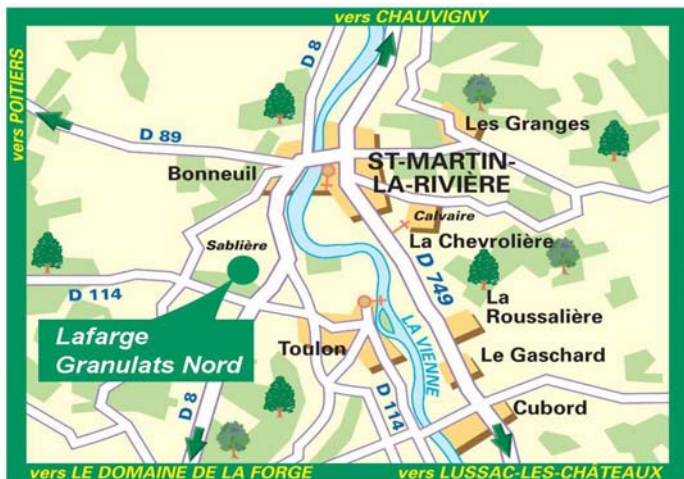 vers CHAUVIGNY
vers POITIERS
D 8
D 89
Les Granges
Bonneuil
ST-MARTIN-
LA-RIVIÈRE
Calvaire
La Chevrolière
Sablière
D 749
D 114
La
Roussalière
Lafarge
Granulats Nord
Toulon
LA VIENNE
Le Gaschard
D 8
D 114
Cubord
vers LE DOMAINE DE LA FORGE
vers LUSSAC-LES-CHÂTEAUX